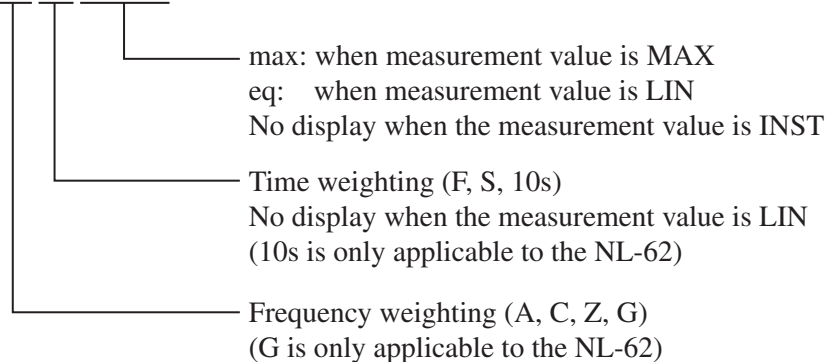 max: when measurement value is MAX
eq: when measurement value is LIN
No display when the measurement value is INST
Time weighting (F, S, 10s)
No display when the measurement value is LIN
(10s is only applicable to the NL-62)
Frequency weighting (A, C, Z, G)
(G is only applicable to the NL-62)